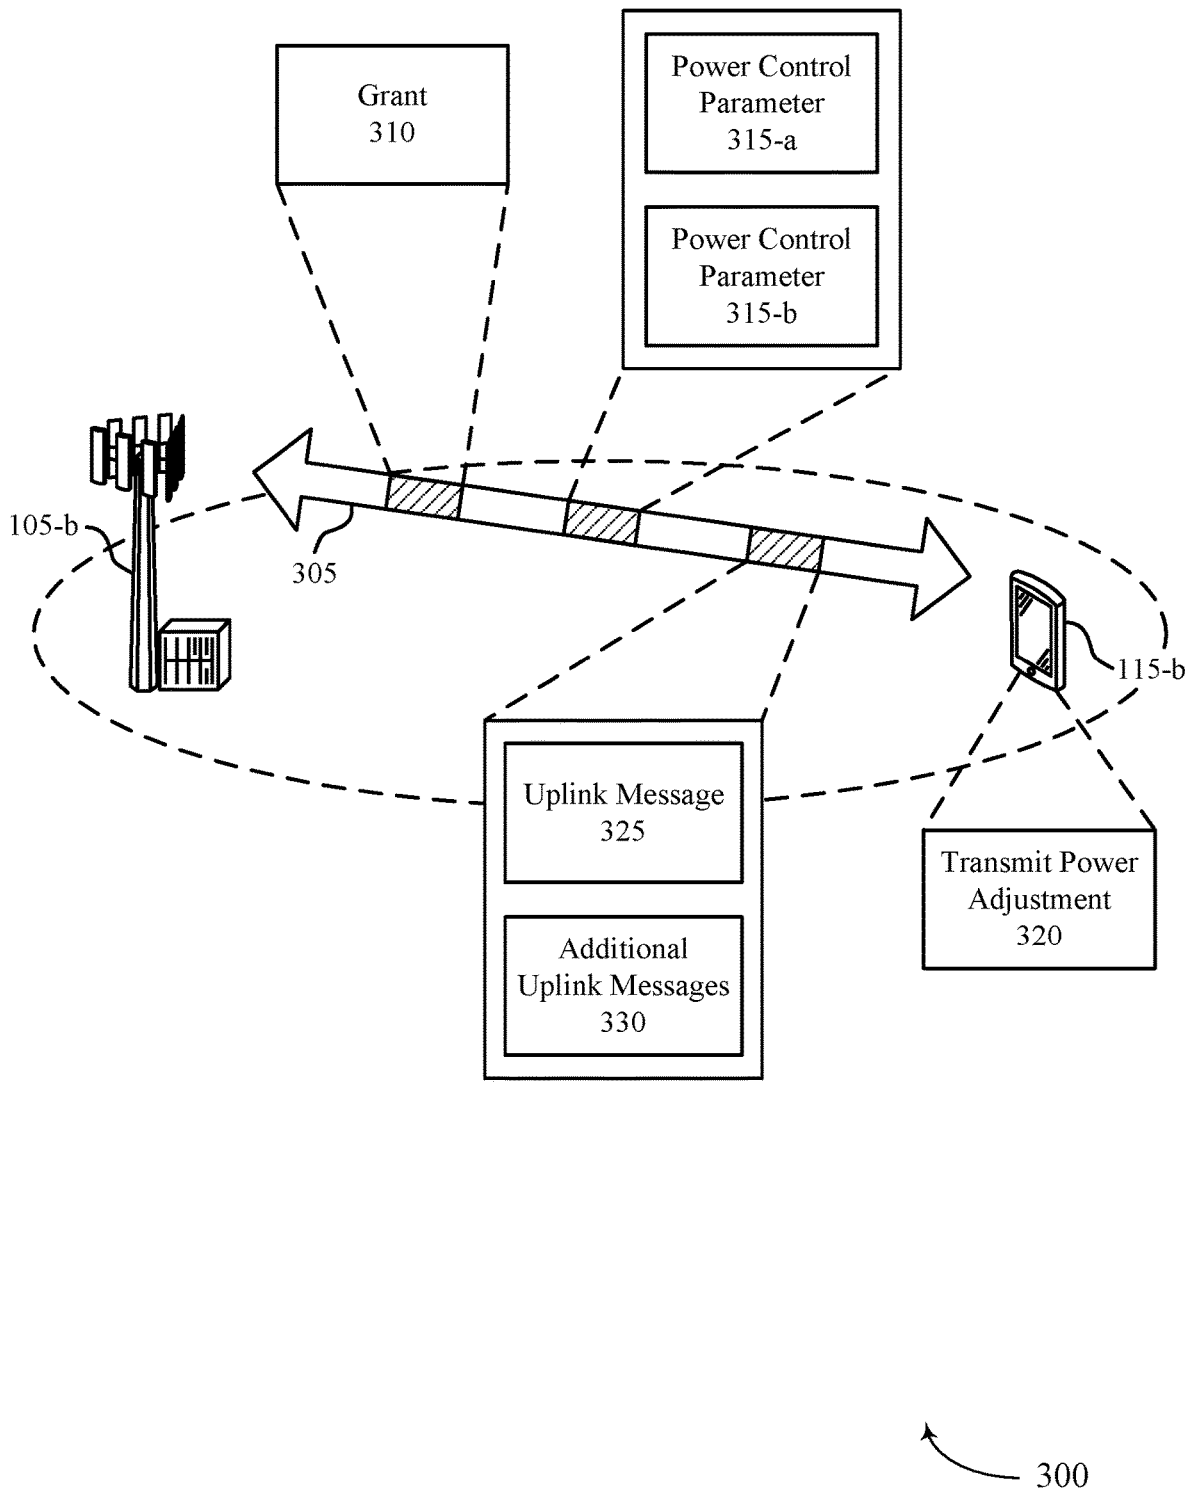 Grant
310
Power Control
Parameter
315-a
Power Control
Parameter
315-b
105-b
305
115-b
Uplink Message
325
Additional
Uplink Messages
330
Transmit Power
Adjustment
320
300